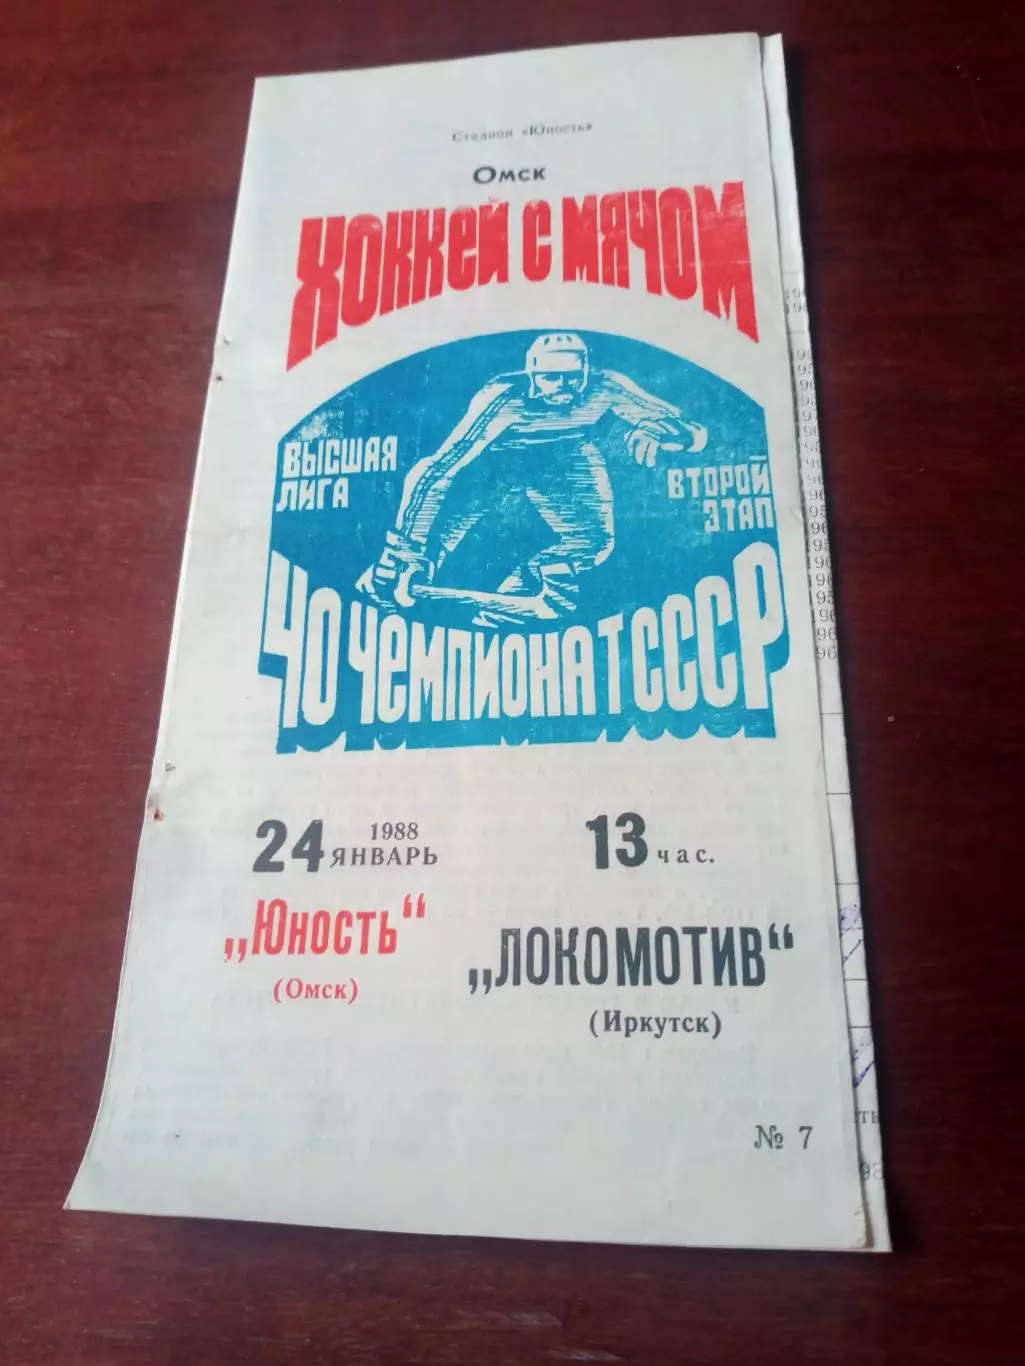 Стадион «Юность»
Омск
ХОККЕЙ С МЯЧОМ
ВЫСШАЯ
ЛИГА
ВТОРОЙ
ЭТАП
40 ЧЕМПИОНАТ СССР
24 1988
ЯНВАРЬ
13 час.
„Юность“
(Омск)
„ЛОКОМОТИВ“
(Иркутск)
№ 7